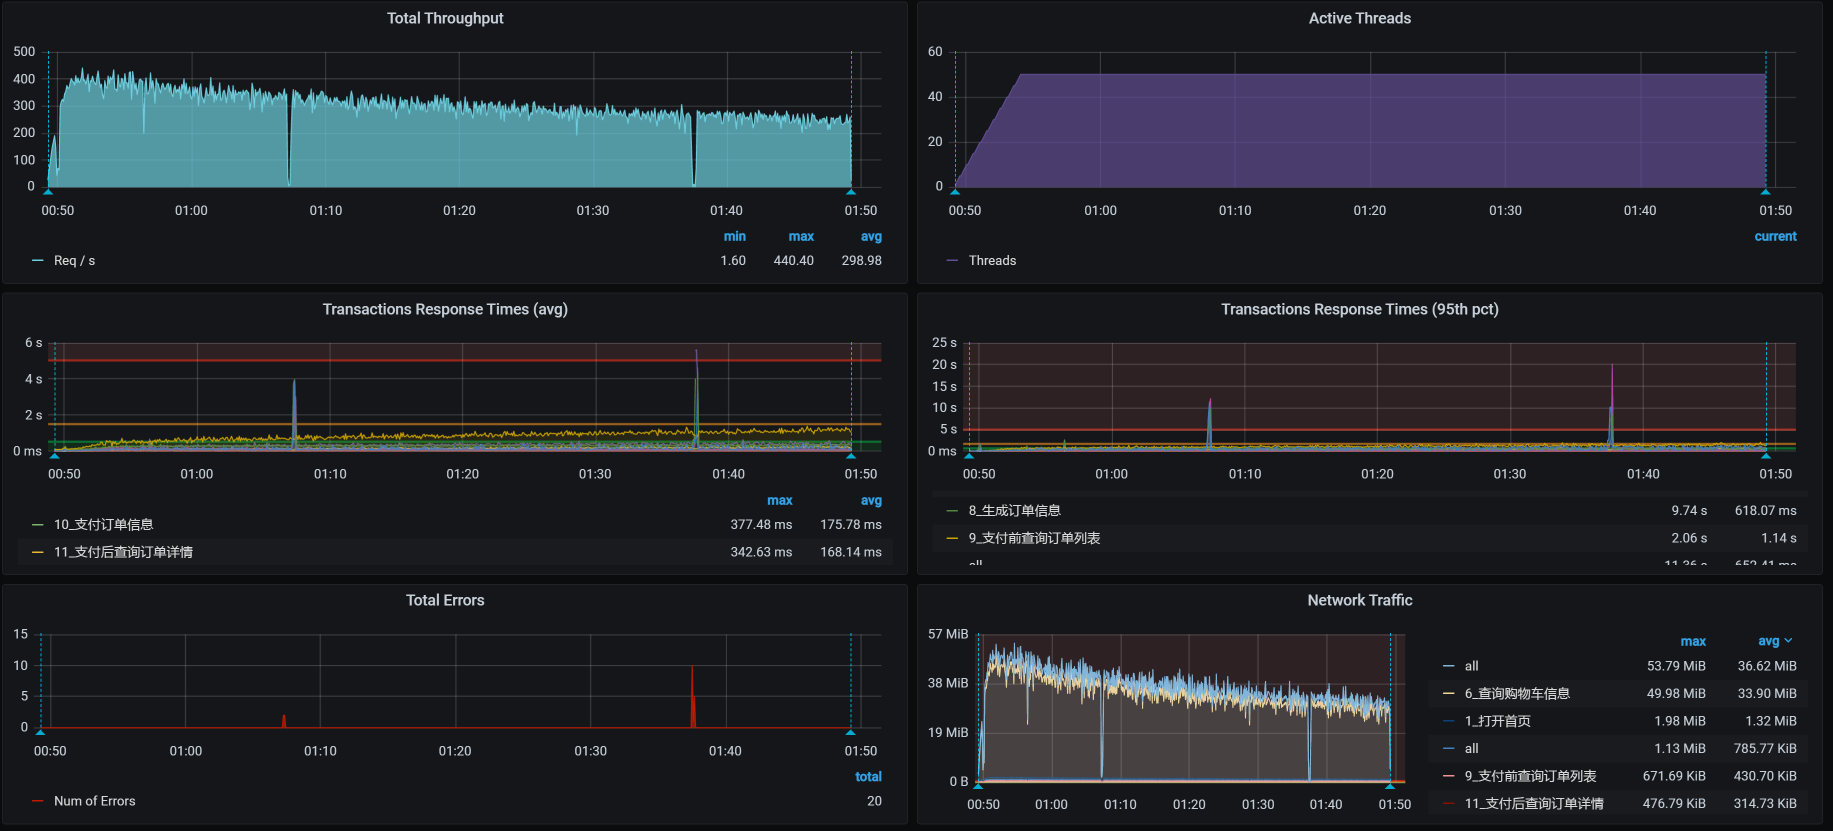 Total Throughput
500
400
300
200
100
0
00:50 01:00 01:10 01:20 01:30 01:40 01:50
min max avg
Req / s 1.60 440.40 298.98
Active Threads
60
40
20
0
00:50 01:00 01:10 01:20 01:30 01:40 01:50
current
Threads
Transactions Response Times (avg)
6 s
4 s
2 s
0 ms
00:50 01:00 01:10 01:20 01:30 01:40 01:50
max avg
10_支付订单信息 377.48 ms 175.78 ms
11_支付后查询订单详情 342.63 ms 168.14 ms
Transactions Response Times (95th pct)
25 s
20 s
15 s
10 s
5 s
0 ms
00:50 01:00 01:10 01:20 01:30 01:40 01:50
8_生成订单信息 9.74 s 618.07 ms
9_支付前查询订单列表 2.06 s 1.14 s
all 11.36 s 652.41 ms
Total Errors
15
10
5
0
00:50 01:00 01:10 01:20 01:30 01:40 01:50
total
Num of Errors 20
Network Traffic
57 MiB
38 MiB
19 MiB
0 B
00:50 01:00 01:10 01:20 01:30 01:40 01:50
max avg
all 53.79 MiB 36.62 MiB
6_查询购物车信息 49.98 MiB 33.90 MiB
1_打开首页 1.98 MiB 1.32 MiB
all 1.13 MiB 785.77 KiB
9_支付前查询订单列表 671.69 KiB 430.70 KiB
11_支付后查询订单详情 476.79 KiB 314.73 KiB